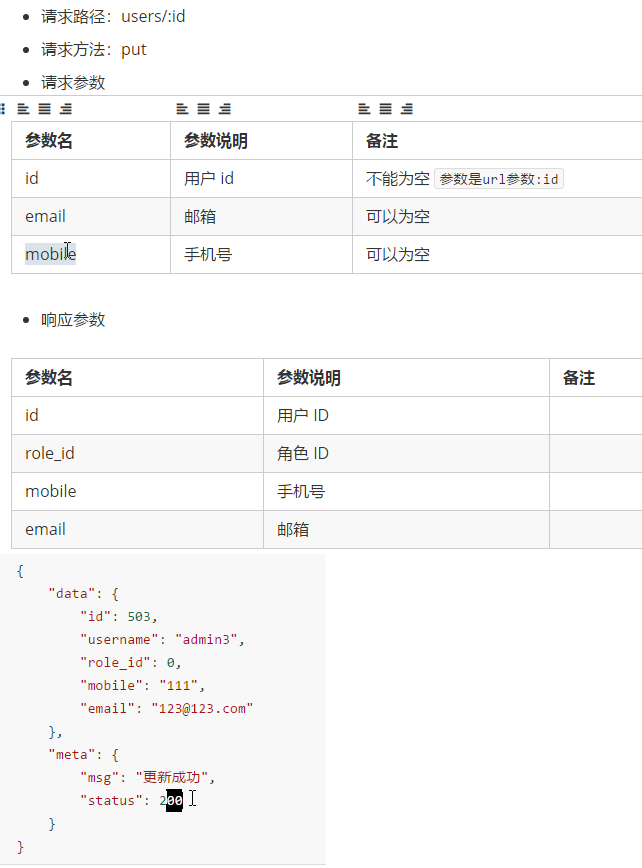 请求路径：users/:id
请求方法：put
请求参数
参数名 参数说明 备注
id 用户 id 不能为空 参数是url参数:id
email 邮箱 可以为空
mobile 手机号 可以为空
响应参数
参数名 参数说明 备注
id 用户 ID
role_id 角色 ID
mobile 手机号
email 邮箱
{
"data": {
"id": 503,
"username": "admin3",
"role_id": 0,
"mobile": "111",
"email": "123@123.com"
},
"meta": {
"msg": "更新成功",
"status": 200
}
}